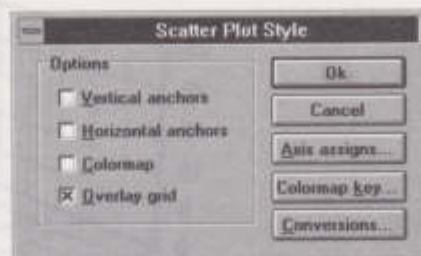 Scatter Plot Style
Options
Vertical anchors
Horizontal anchors
Colormap
Overlay grid
Ok
Cancel
Axis assigns...
Colormap key...
Conversions...